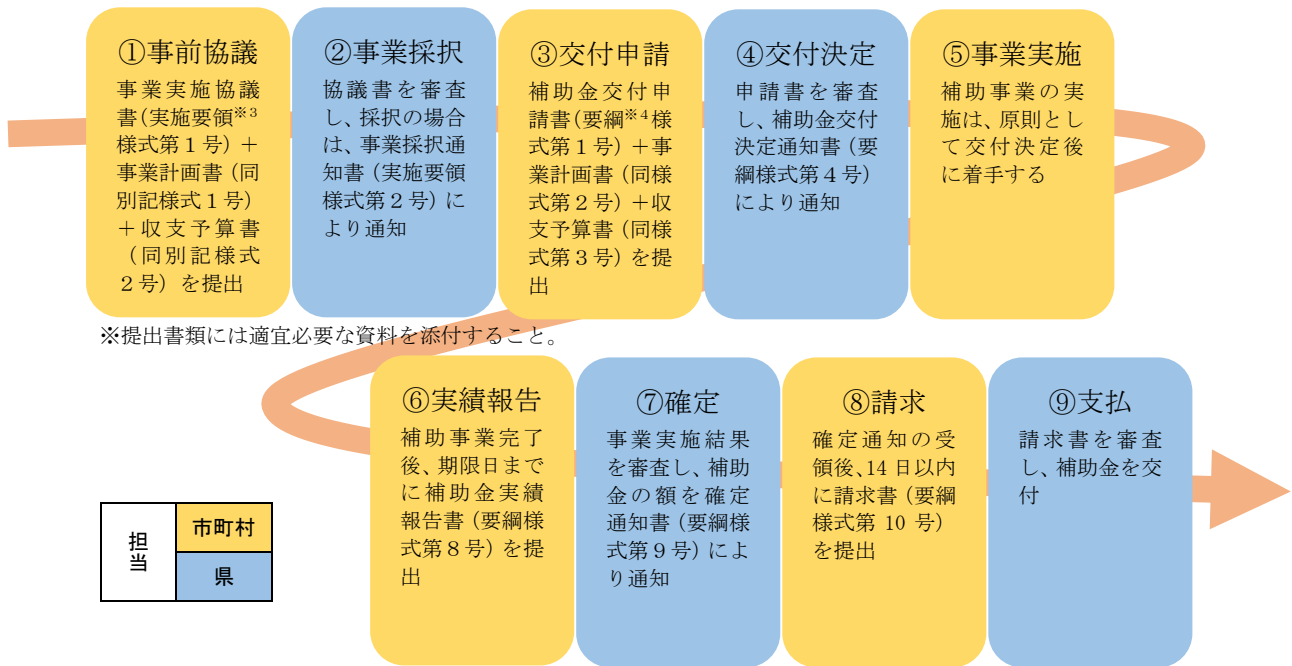 ①事前協議
事業実施協議
書(実施要領※3
様式第1号)＋
事業計画書(同
別記様式1号)
＋収支予算書
(同別記様式
2号)を提出
②事業採択
協議書を審査
し、採択の場合
は、事業採択通
知書(実施要領
様式第2号)に
より通知
③交付申請
補助金交付申
請書(要綱※4様
式第1号)＋事
業計画書(同様
式第2号)＋収
支予算書(同様
式第3号)を提
出
④交付決定
申請書を審査
し、補助金交付
決定通知書(要
綱様式第4号)
により通知
⑤事業実施
補助事業の実
施は、原則とし
て交付決定後
に着手する
※提出書類には適宜必要な資料を添付すること。
⑥実績報告
補助事業完了
後、期限日まで
に補助金実績
報告書(要綱様
式第8号)を提
出
⑦確定
事業実施結果
を審査し、補助
金の額を確定
通知書(要綱様
式第9号)によ
り通知
⑧請求
確定通知の受
領後、14日以内
に請求書(要綱
様式第 10 号)
を提出
⑨支払
請求書を審査
し、補助金を交
付
担当
市町村
県